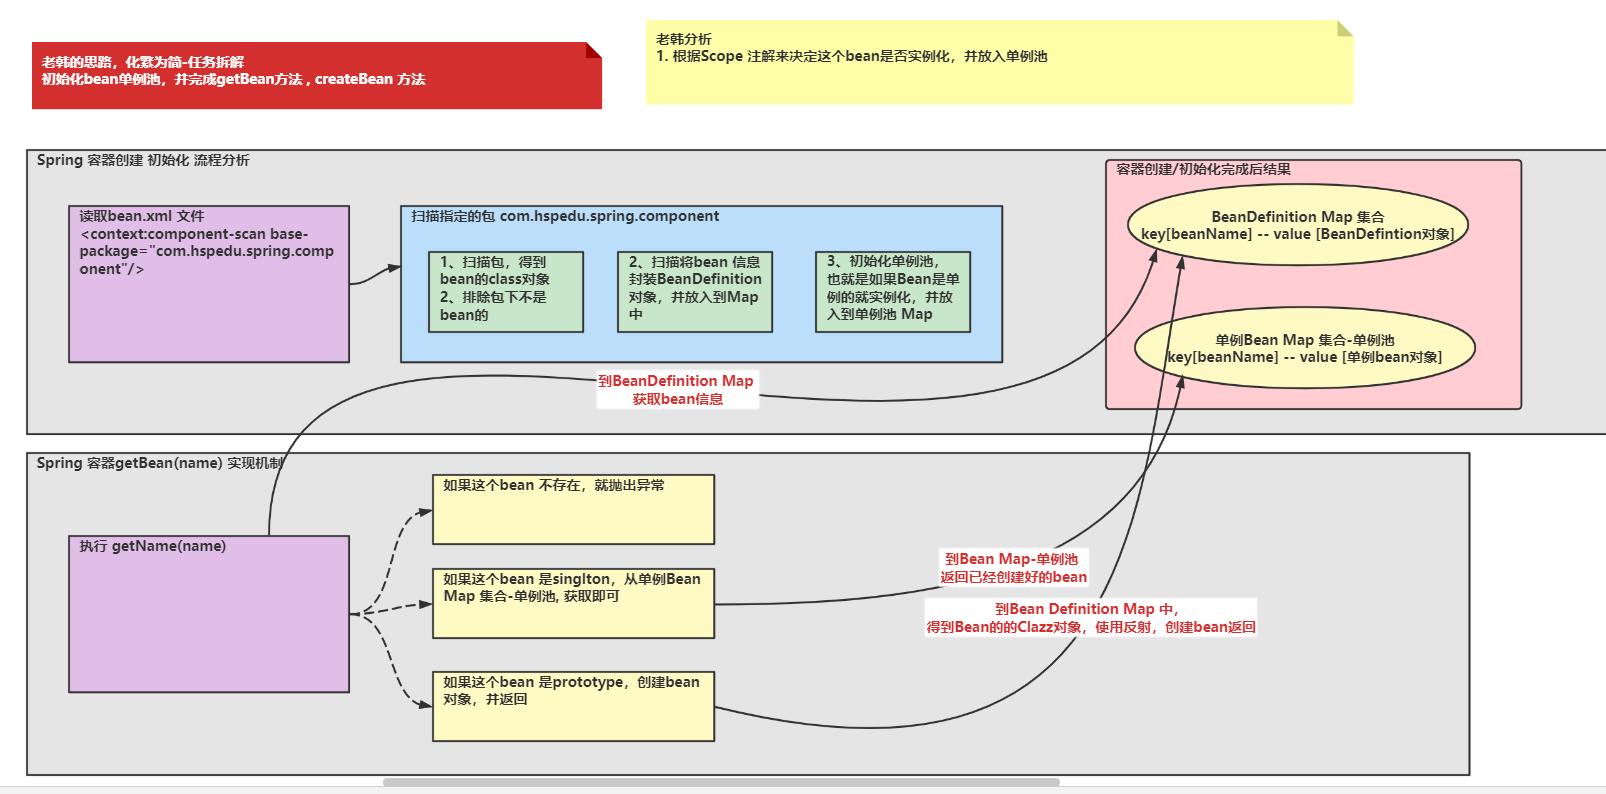 老韩的思路，化繁为简-任务拆解
初始化bean单例池，并完成getBean方法 , createBean 方法
老韩分析
1. 根据Scope 注解来决定这个bean是否实例化，并放入单例池
Spring 容器创建 初始化 流程分析
读取bean.xml 文件
<context:component-scan base-
package="com.hspedu.spring.comp
onent"/>
扫描指定的包 com.hspedu.spring.component
1、扫描包，得到
bean的class对象
2、排除包下不是
bean的
2、扫描将bean 信息
封装BeanDefinition
对象，并放入到Map
中
3、初始化单例池，
也就是如果Bean是单
例的就实例化，并放
入到单例池 Map
容器创建/初始化完成后结果
BeanDefinition Map 集合
key[beanName] -- value [BeanDefintion对象]
单例Bean Map 集合-单例池
key[beanName] -- value [单例bean对象]
到BeanDefinition Map
获取bean信息
Spring 容器getBean(name) 实现机制
执行 getName(name)
如果这个bean 不存在，就抛出异常
如果这个bean 是singlton，从单例Bean
Map 集合-单例池, 获取即可
如果这个bean 是prototype，创建bean
对象，并返回
到Bean Map-单例池
返回已经创建好的bean
到Bean Definition Map 中，
得到Bean的的Clazz对象，使用反射，创建bean返回